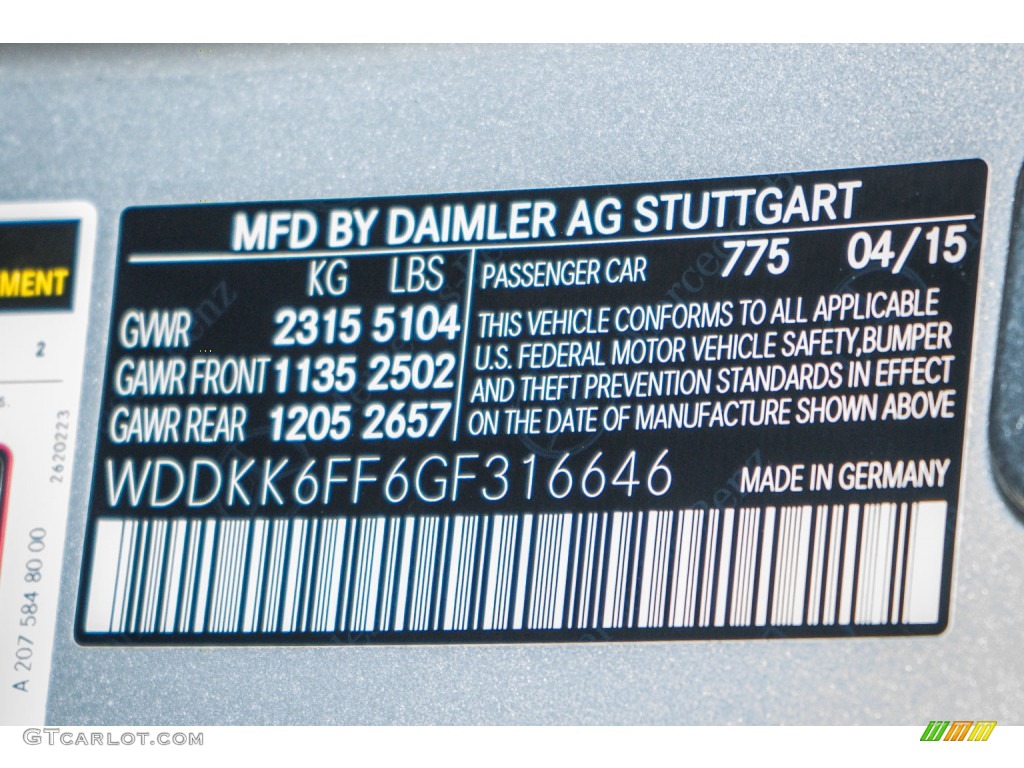 MFD BY DAIMLER AG STUTTGART
KG LBS
GVWR 2315 5104
GAWR FRONT 1135 2502
GAWR REAR 1205 2657
PASSENGER CAR 775 04/15
THIS VEHICLE CONFORMS TO ALL APPLICABLE
U.S. FEDERAL MOTOR VEHICLE SAFETY,BUMPER
AND THEFT PREVENTION STANDARDS IN EFFECT
ON THE DATE OF MANUFACTURE SHOWN ABOVE
WDDKK6FF6GF316646 MADE IN GERMANY
MENT
2
2620223
A 207 584 80 00
GTCARLOT.COM